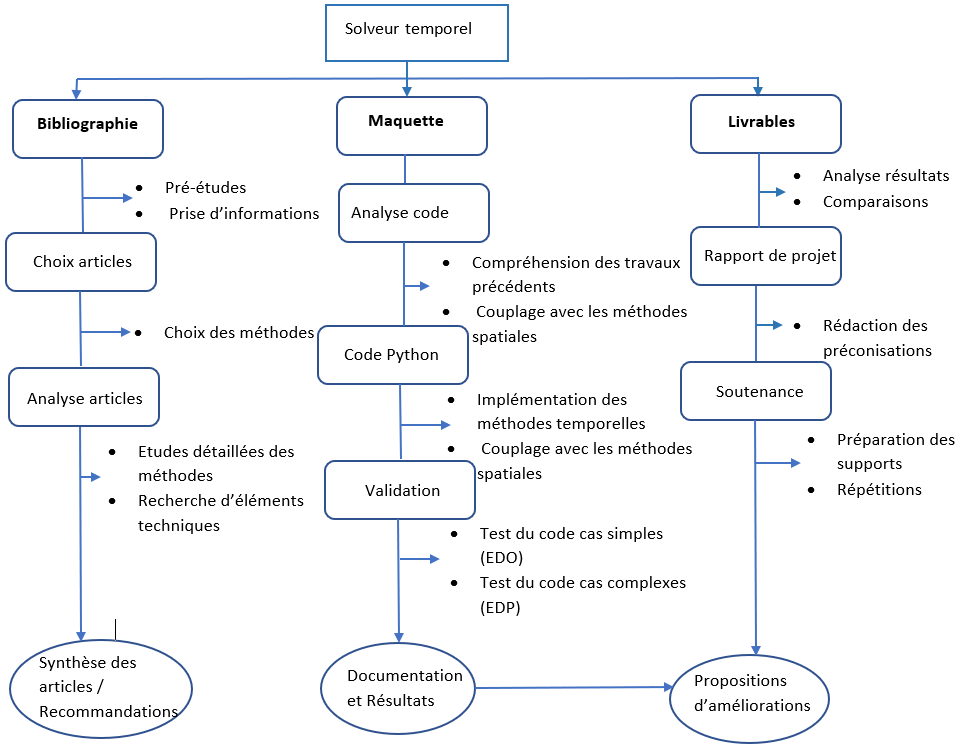 Solveur temporel
Bibliographie
• Pré-études
• Prise d’informations
Choix articles
• Choix des méthodes
Analyse articles
• Etudes détaillées des
méthodes
• Recherche d’éléments
techniques
Synthèse des
articles /
Recommandations
Maquette
Analyse code
• Compréhension des travaux
précédents
• Couplage avec les méthodes
spatiales
Code Python
• Implémentation des
méthodes temporelles
• Couplage avec les méthodes
spatiales
Validation
• Test du code cas simples
(EDO)
• Test du code cas complexes
(EDP)
Documentation
et Résultats
Livrables
• Analyse résultats
• Comparaisons
Rapport de projet
• Rédaction des
préconisations
Soutenance
• Préparation des
supports
• Répétitions
Propositions
d’améliorations